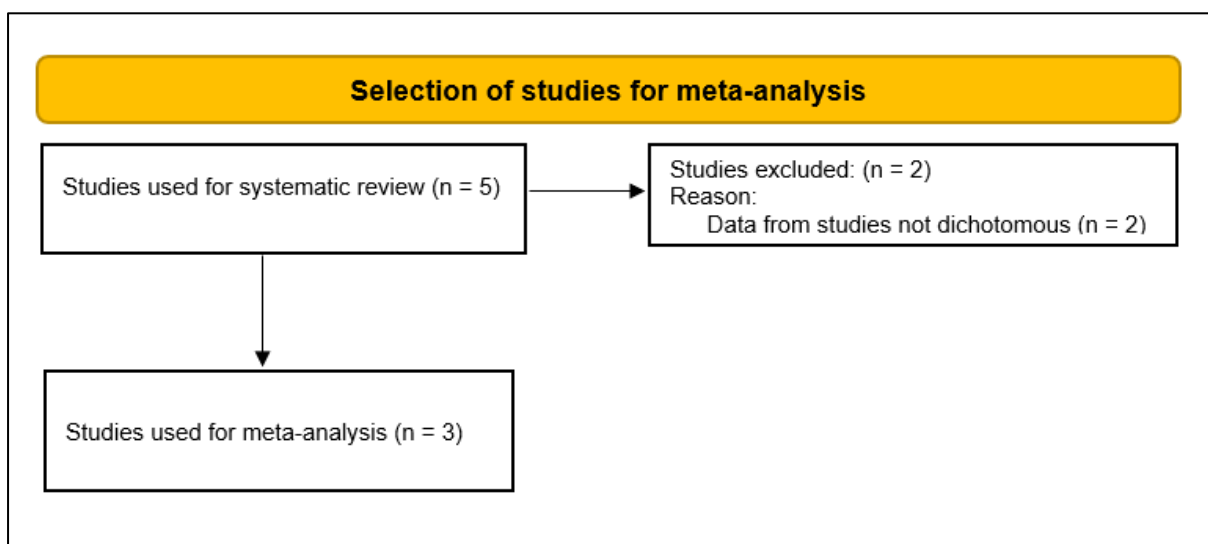 Selection of studies for meta-analysis
Studies used for systematic review (n = 5)
Studies excluded: (n = 2)
Reason:
Data from studies not dichotomous (n = 2)
Studies used for meta-analysis (n = 3)